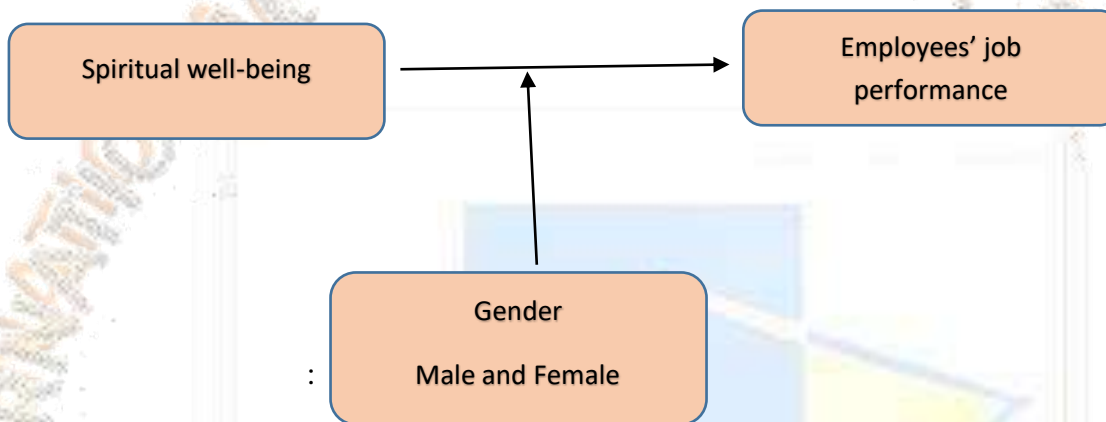 Spiritual well-being
Employees’ job
performance
Gender
: Male and Female